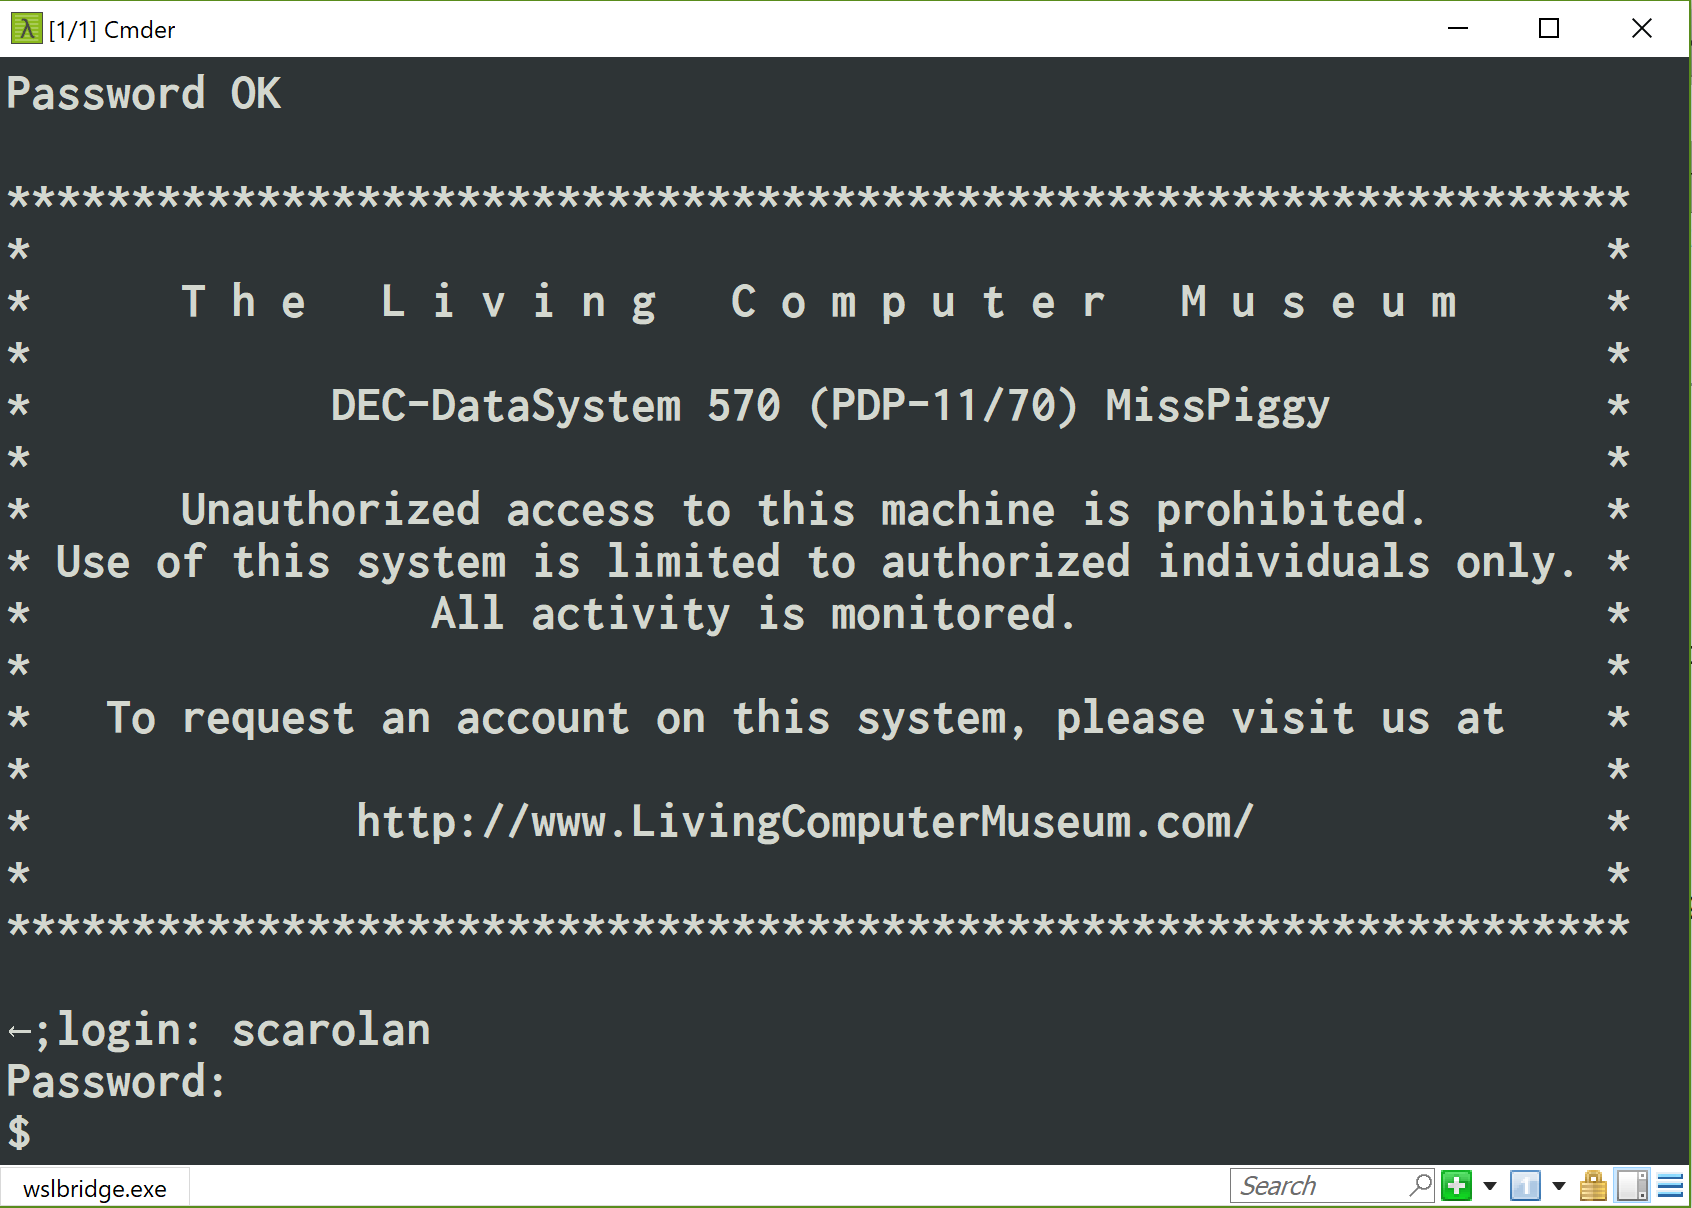 [1/1] Cmder
Password OK
*****************************************************************
* *
* T h e   L i v i n g   C o m p u t e r   M u s e u m *
* *
* DEC-DataSystem 570 (PDP-11/70) MissPiggy *
* *
* Unauthorized access to this machine is prohibited. *
* Use of this system is limited to authorized individuals only. *
* All activity is monitored. *
* *
* To request an account on this system, please visit us at *
* *
* http://www.LivingComputerMuseum.com/ *
* *
*****************************************************************
←;login: scarolan
Password:
$
wslbridge.exe
Search
1